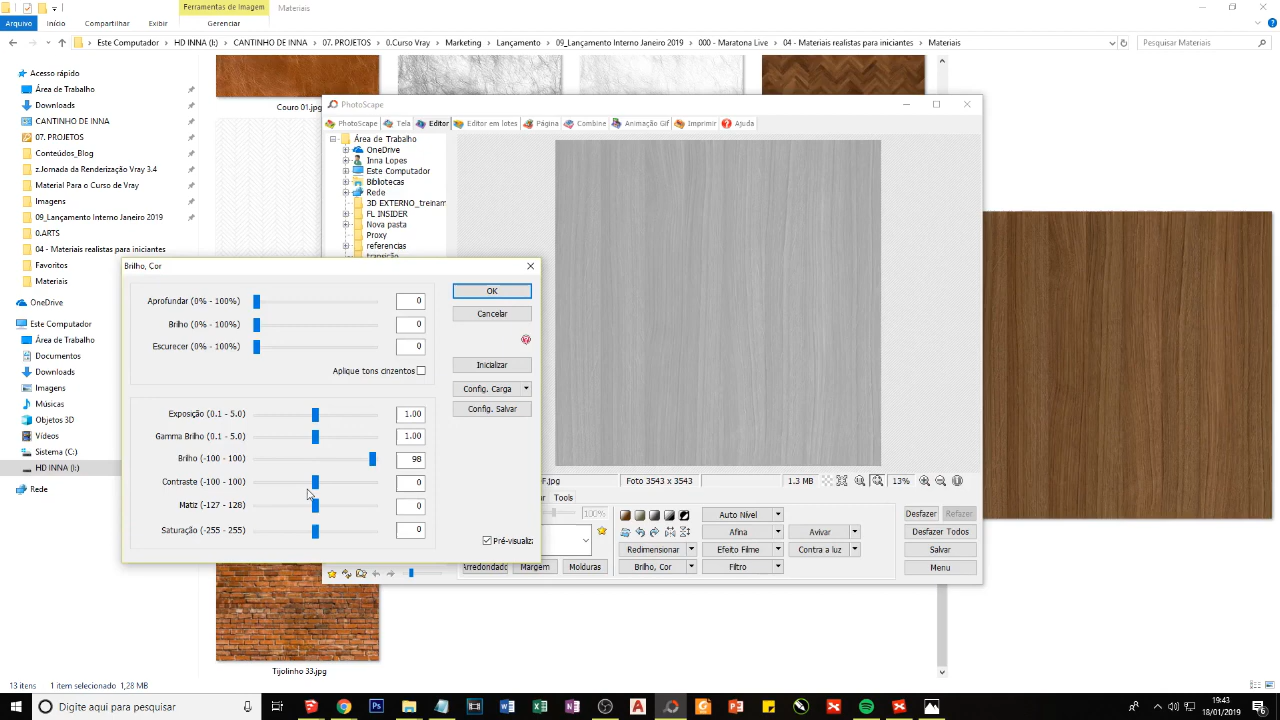 Ferramentas de Imagem
Materiais
Arquivo
Início
Compartilhar
Exibir
Gerenciar
Este Computador
HD INNA (I:)
CANTINHO DE INNA
07. PROJETOS
0.Curso Vray
Marketing
Lançamento
09_Lançamento Interno Janeiro 2019
000 - Maratona Live
04 - Materiais realistas para iniciantes
Materiais
Pesquisar Materiais
Acesso rápido
Área de Trabalho
Downloads
CANTINHO DE INNA
07. PROJETOS
Conteúdos_Blog
z.Jornada da Renderização Vray 3.4
Material Para o Curso de Vray
Imagens
09_Lançamento Interno Janeiro 2019
0.ARTS
04 - Materiais realistas para iniciantes
Favoritos
Materiais
OneDrive
Este Computador
Área de Trabalho
Documentos
Downloads
Imagens
Músicas
Objetos 3D
Vídeos
Sistema (C:)
HD INNA (I:)
Rede
Couro 01.jpg
Tijolinho 33.jpg
PhotoScape
PhotoScape
Tela
Editor
Editor em lotes
Página
Combine
Animação Gif
Imprimir
Ajuda
Área de Trabalho
OneDrive
Inna Lopes
Este Computador
Bibliotecas
Rede
3D EXTERNO_treinam
FL INSIDER
Nova pasta
Proxy
referencias
transição
Brilho, Cor
Aprofundar (0% - 100%)
0
Brilho (0% - 100%)
0
Escurecer (0% - 100%)
0
Aplique tons cinzentos
Exposição (0.1 - 5.0)
1.00
Gamma Brilho (0.1 - 5.0)
1.00
Brilho (-100 - 100)
98
Contraste (-100 - 100)
0
Matiz (-127 - 128)
0
Saturação (-255 - 255)
0
OK
Cancelar
Inicializar
Config. Carga
Config. Salvar
Pré-visualiz
F.jpg
Foto 3543 x 3543
1.3 MB
13%
Tools
100%
Auto Nível
Afina
Avivar
Redimensionar
Efeito Filme
Contra a luz
Arredondado
Margem
Molduras
Brilho, Cor
Filtro
Desfazer
Refazer
Desfazer Todos
Salvar
Menu
13 itens
1 item selecionado
1,28 MB
Digite aqui para pesquisar
19:43
18/01/2019